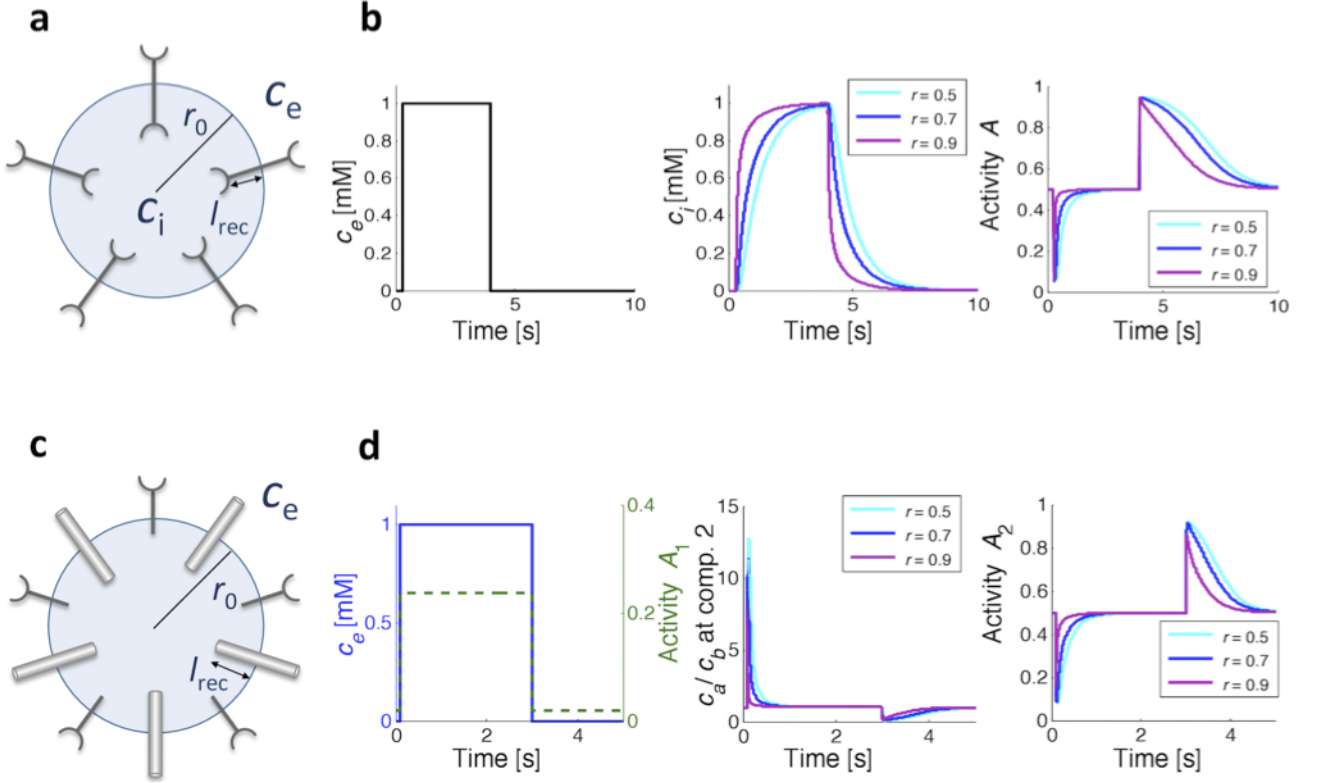 a
b
c_e
r_0
c_i
l_rec
c_e [mM]
1
0.8
0.6
0.4
0.2
0
0
5
10
Time [s]
c_i [mM]
1
0.8
0.6
0.4
0.2
0
r = 0.5
r = 0.7
r = 0.9
0
5
10
Time [s]
Activity A
1
0.8
0.6
0.4
0.2
0
r = 0.5
r = 0.7
r = 0.9
0
5
10
Time [s]
c
d
c_e
r_0
l_rec
c_e [mM]
1
0.5
0
0.4
0.2
0
Activity A_1
0
2
4
Time [s]
c_a / c_b at comp. 2
15
10
5
0
r = 0.5
r = 0.7
r = 0.9
0
2
4
Time [s]
Activity A_2
1
0.8
0.6
0.4
0.2
0
r = 0.5
r = 0.7
r = 0.9
0
2
4
Time [s]